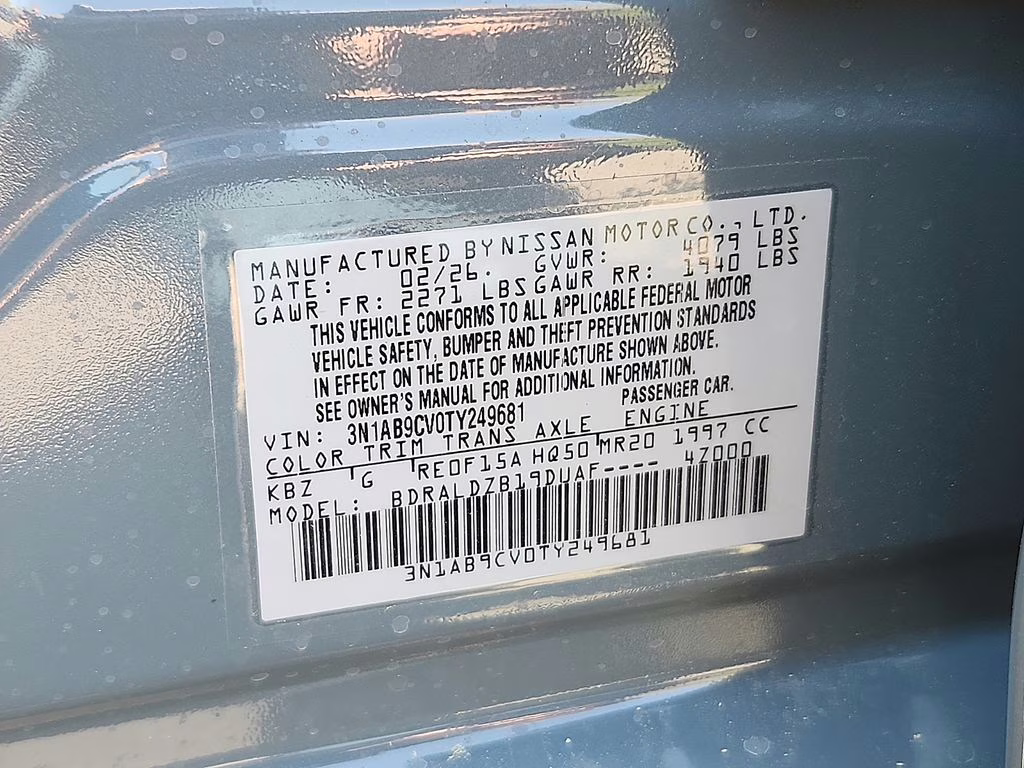 MANUFACTURED BY NISSAN MOTOR CO., LTD.
DATE: 02/26. GVWR: 4079 LBS
GAWR FR: 2271 LBS GAWR RR: 1940 LBS
THIS VEHICLE CONFORMS TO ALL APPLICABLE FEDERAL MOTOR
VEHICLE SAFETY, BUMPER AND THEFT PREVENTION STANDARDS
IN EFFECT ON THE DATE OF MANUFACTURE SHOWN ABOVE.
SEE OWNER'S MANUAL FOR ADDITIONAL INFORMATION.
VIN: 3N1AB9CV0TY249681 PASSENGER CAR.
COLOR TRIM TRANS AXLE ENGINE
KBZ G RE0F15A HQ50 MR20 1997 CC
MODEL: BDRALDZB19DUAF---- 4Z000
3N1AB9CV0TY249681